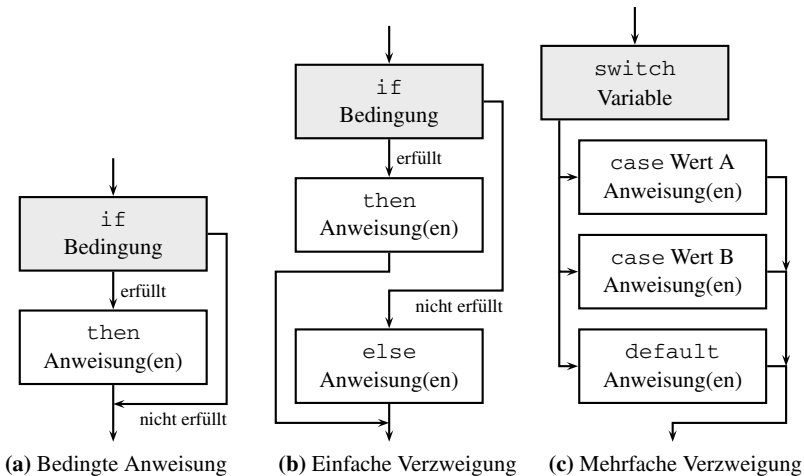 if
Bedingung
erfüllt
then
Anweisung(en)
nicht erfüllt
(a) Bedingte Anweisung
if
Bedingung
erfüllt
then
Anweisung(en)
nicht erfüllt
else
Anweisung(en)
(b) Einfache Verzweigung
switch
Variable
case Wert A
Anweisung(en)
case Wert B
Anweisung(en)
default
Anweisung(en)
(c) Mehrfache Verzweigung